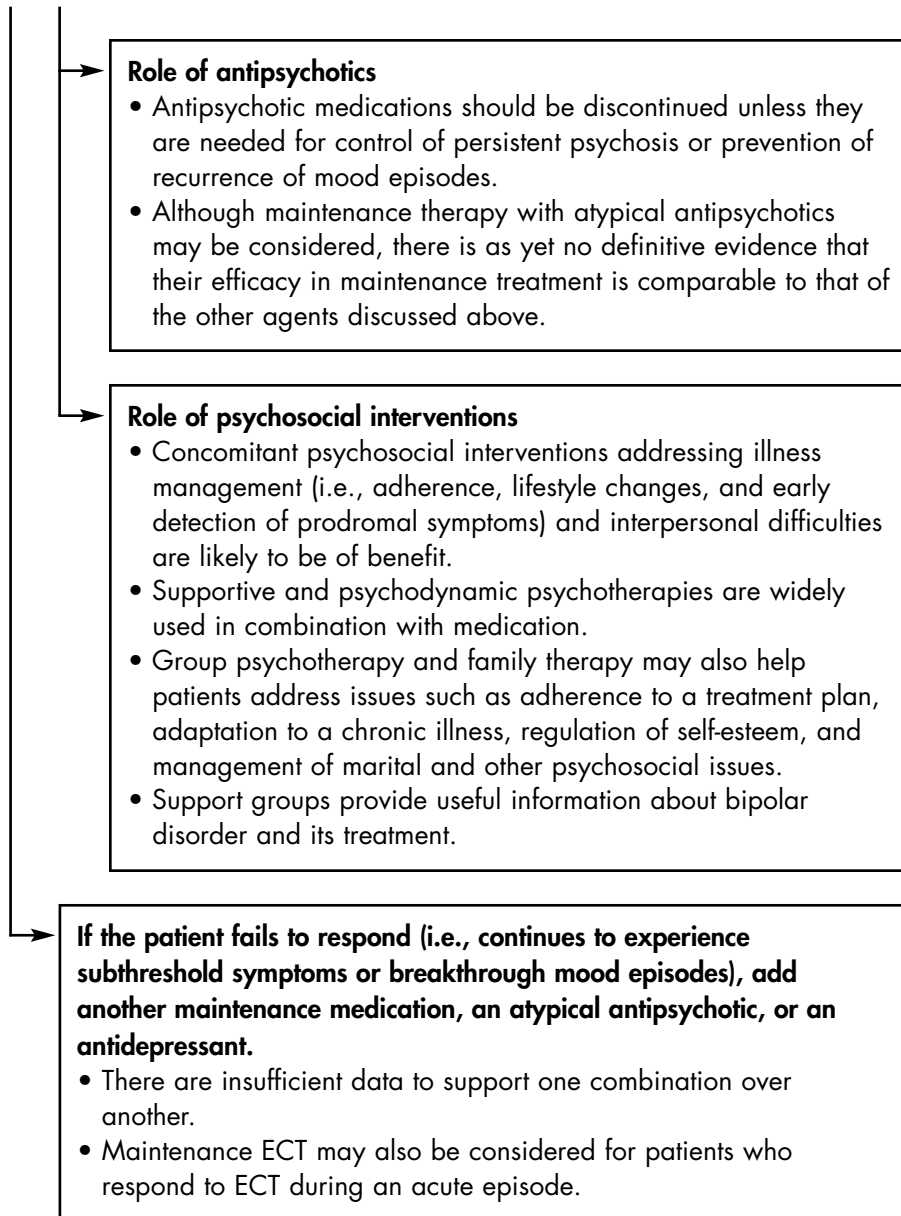 Role of antipsychotics
• Antipsychotic medications should be discontinued unless they
are needed for control of persistent psychosis or prevention of
recurrence of mood episodes.
• Although maintenance therapy with atypical antipsychotics
may be considered, there is as yet no definitive evidence that
their efficacy in maintenance treatment is comparable to that of
the other agents discussed above.
Role of psychosocial interventions
• Concomitant psychosocial interventions addressing illness
management (i.e., adherence, lifestyle changes, and early
detection of prodromal symptoms) and interpersonal difficulties
are likely to be of benefit.
• Supportive and psychodynamic psychotherapies are widely
used in combination with medication.
• Group psychotherapy and family therapy may also help
patients address issues such as adherence to a treatment plan,
adaptation to a chronic illness, regulation of self-esteem, and
management of marital and other psychosocial issues.
• Support groups provide useful information about bipolar
disorder and its treatment.
If the patient fails to respond (i.e., continues to experience
subthreshold symptoms or breakthrough mood episodes), add
another maintenance medication, an atypical antipsychotic, or an
antidepressant.
• There are insufficient data to support one combination over
another.
• Maintenance ECT may also be considered for patients who
respond to ECT during an acute episode.